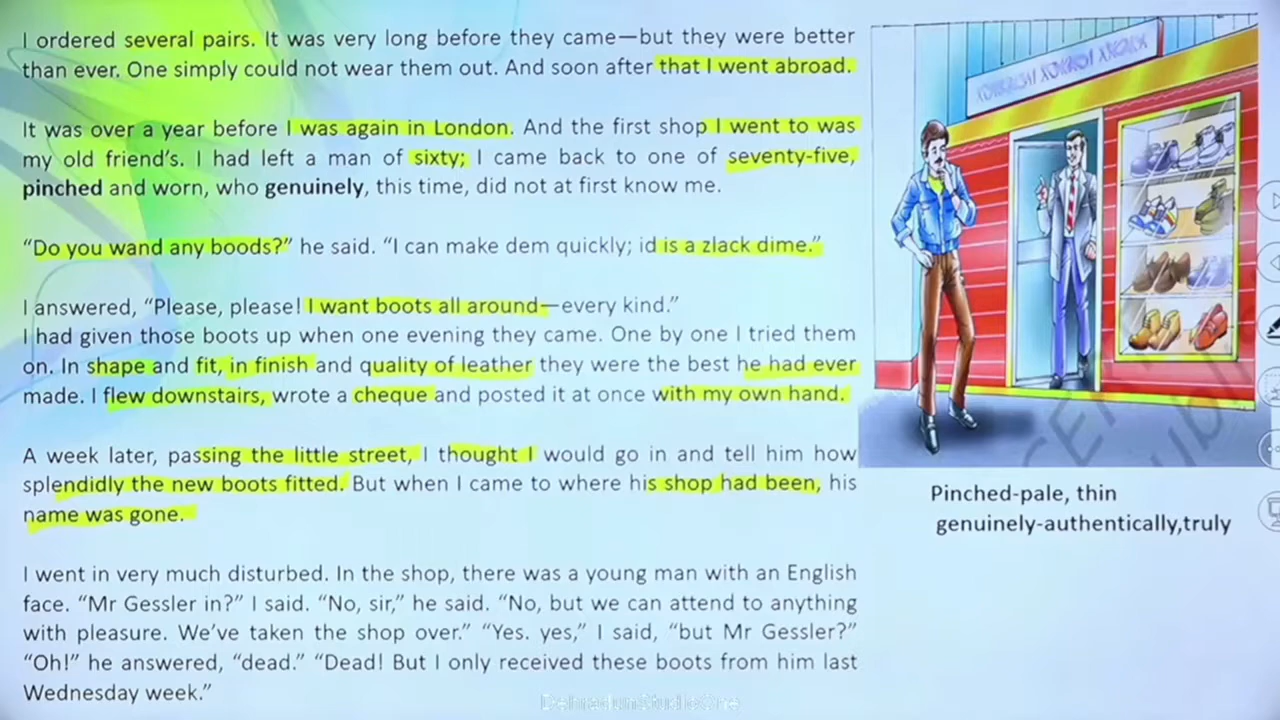 I ordered several pairs. It was very long before they came—but they were better
than ever. One simply could not wear them out. And soon after that I went abroad.
It was over a year before I was again in London. And the first shop I went to was
my old friend's. I had left a man of sixty; I came back to one of seventy-five,
pinched and worn, who genuinely, this time, did not at first know me.
“Do you wand any boods?” he said. “I can make dem quickly; id is a zlack dime.”
I answered, “Please, please! I want boots all around—every kind.”
I had given those boots up when one evening they came. One by one I tried them
on. In shape and fit, in finish and quality of leather they were the best he had ever
made. I flew downstairs, wrote a cheque and posted it at once with my own hand.
A week later, passing the little street, I thought I would go in and tell him how
splendidly the new boots fitted. But when I came to where his shop had been, his
name was gone.
I went in very much disturbed. In the shop, there was a young man with an English
face. “Mr Gessler in?” I said. “No, sir,” he said. “No, but we can attend to anything
with pleasure. We've taken the shop over.” “Yes. yes,” I said, “but Mr Gessler?”
“Oh!” he answered, “dead.” “Dead! But I only received these boots from him last
Wednesday week.”
Pinched-pale, thin
genuinely-authentically,truly
DehradunStudioOne